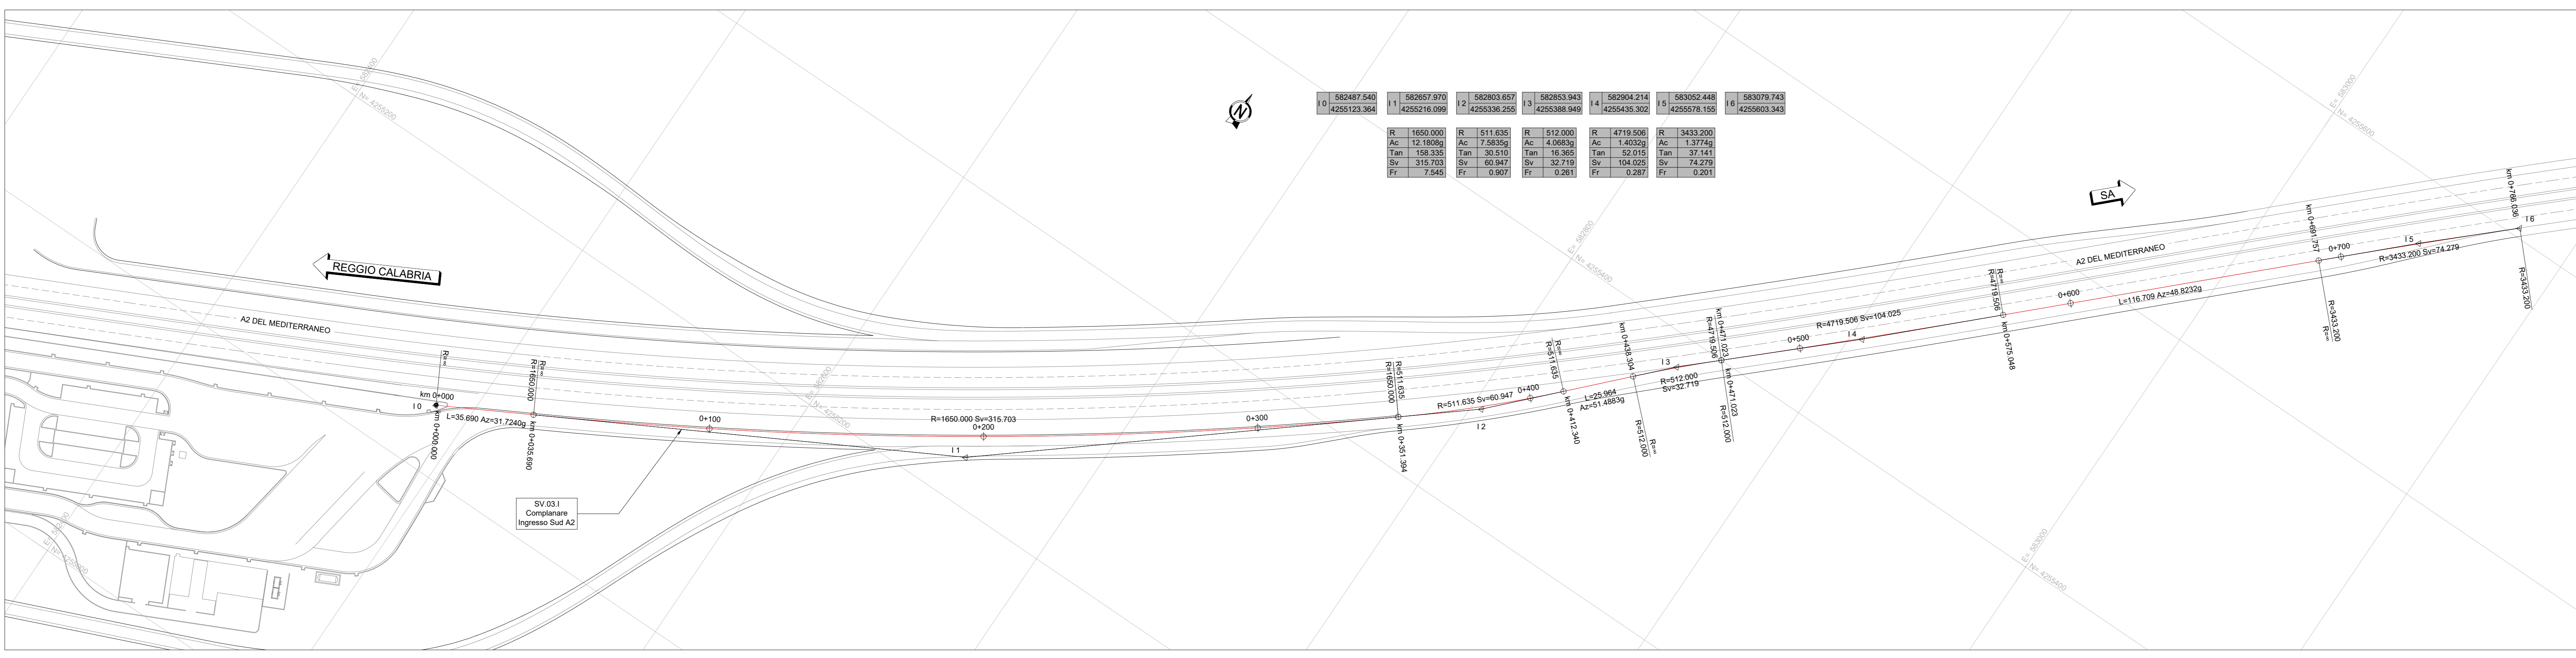 I 0 582487.540
4255123.364
I 1 582657.970
4255216.099
I 2 582803.657
4255336.255
I 3 582853.943
4255388.949
I 4 582904.214
4255435.302
I 5 583052.448
4255578.155
I 6 583079.743
4255603.343
R 1650.000
Ac 12.1808g
Tan 158.335
Sv 315.703
Fr 7.545
R 511.635
Ac 7.5835g
Tan 30.510
Sv 60.947
Fr 0.907
R 512.000
Ac 4.0683g
Tan 16.365
Sv 32.719
Fr 0.261
R 4719.506
Ac 1.4032g
Tan 52.015
Sv 104.025
Fr 0.287
R 3433.200
Ac 1.3774g
Tan 37.141
Sv 74.279
Fr 0.201
N
SA
REGGIO CALABRIA
A2 DEL MEDITERRANEO
A2 DEL MEDITERRANEO
E= 582400
N= 4255200
E= 582800
N= 4255400
E= 583000
N= 4255400
N= 4255600
R=∞
R=∞
km 0+000
I 0
km 0+000.000
L=35.690 Az=31.7240g
R=∞
R=1650.000
km 0+035.690
0+100
R=1650.000 Sv=315.703
0+200
I 1
0+300
R=511.635
R=1650.000
km 0+351.394
R=511.635 Sv=60.947
I 2
0+400
R=∞
R=511.635
km 0+412.340
L=25.964
Az=51.4883g
km 0+438.304
R=∞
R=512.000
I 3
R=512.000
Sv=32.719
km 0+471.023
R=4719.506
km 0+471.023
R=512.000
0+500
R=4719.506 Sv=104.025
I 4
R=∞
R=4719.506
km 0+575.048
0+600
L=116.709 Az=48.8232g
km 0+691.757
R=3433.200
R=∞
0+700
I 5
R=3433.200 Sv=74.279
km 0+766.036
I 6
R=3433.200
SV.03.I
Complanare
Ingresso Sud A2